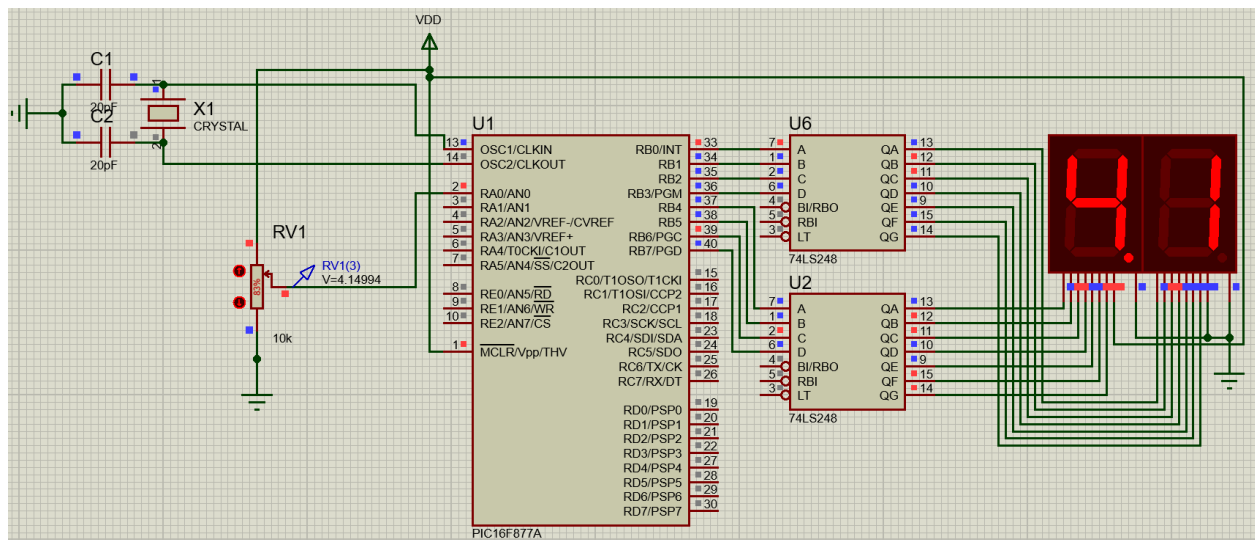 VDD
C1
20pF
C2
20pF
X1
CRYSTAL
1
2
RV1
83%
RV1(3)
V=4.14994
10k
U1
13 OSC1/CLKIN
14 OSC2/CLKOUT
2 RA0/AN0
3 RA1/AN1
4 RA2/AN2/VREF-/CVREF
5 RA3/AN3/VREF+
6 RA4/T0CKI/C1OUT
7 RA5/AN4/SS/C2OUT
8 RE0/AN5/RD
9 RE1/AN6/WR
10 RE2/AN7/CS
1 MCLR/Vpp/THV
RB0/INT 33
RB1 34
RB2 35
RB3/PGM 36
RB4 37
RB5 38
RB6/PGC 39
RB7/PGD 40
RC0/T1OSO/T1CKI 15
RC1/T1OSI/CCP2 16
RC2/CCP1 17
RC3/SCK/SCL 18
RC4/SDI/SDA 23
RC5/SDO 24
RC6/TX/CK 25
RC7/RX/DT 26
RD0/PSP0 19
RD1/PSP1 20
RD2/PSP2 21
RD3/PSP3 22
RD4/PSP4 27
RD5/PSP5 28
RD6/PSP6 29
RD7/PSP7 30
PIC16F877A
U6
7 A QA 13
1 B QB 12
2 C QC 11
6 D QD 10
4 BI/RBO QE 9
5 RBI QF 15
3 LT QG 14
74LS248
U2
7 A QA 13
1 B QB 12
2 C QC 11
6 D QD 10
4 BI/RBO QE 9
5 RBI QF 15
3 LT QG 14
74LS248
4.1